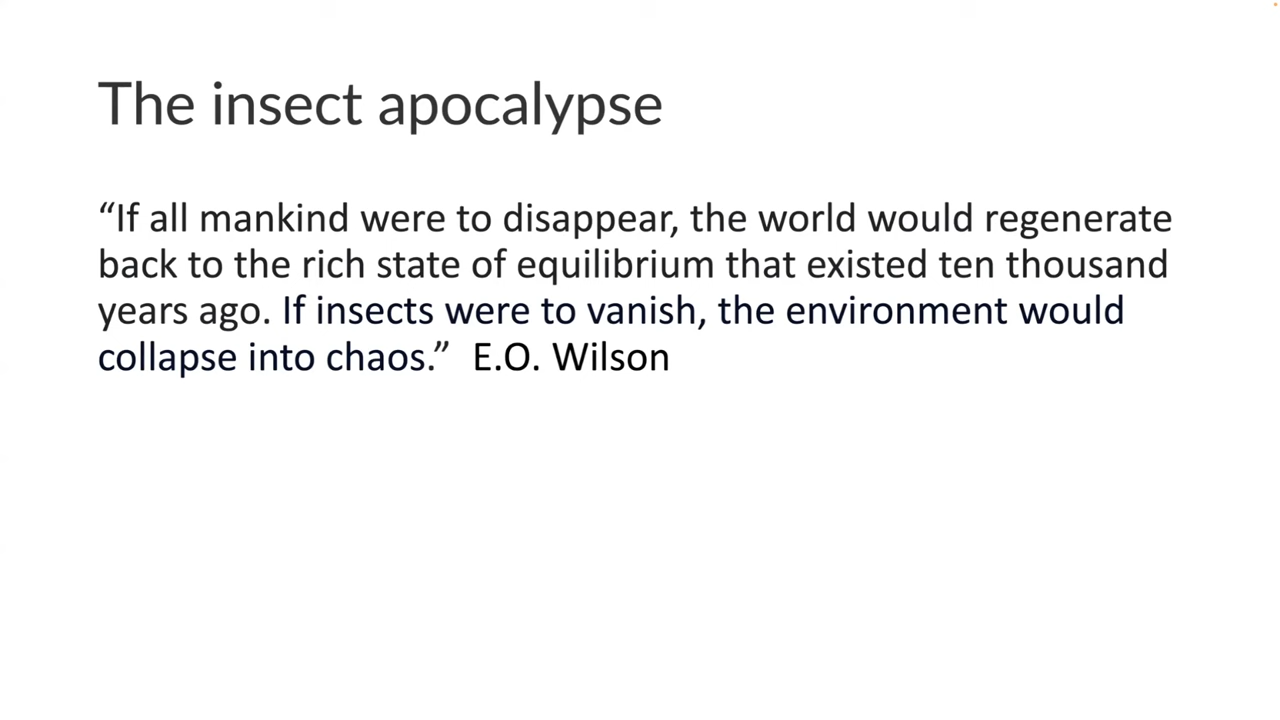 The insect apocalypse
“If all mankind were to disappear, the world would regenerate
back to the rich state of equilibrium that existed ten thousand
years ago. If insects were to vanish, the environment would
collapse into chaos.”  E.O. Wilson